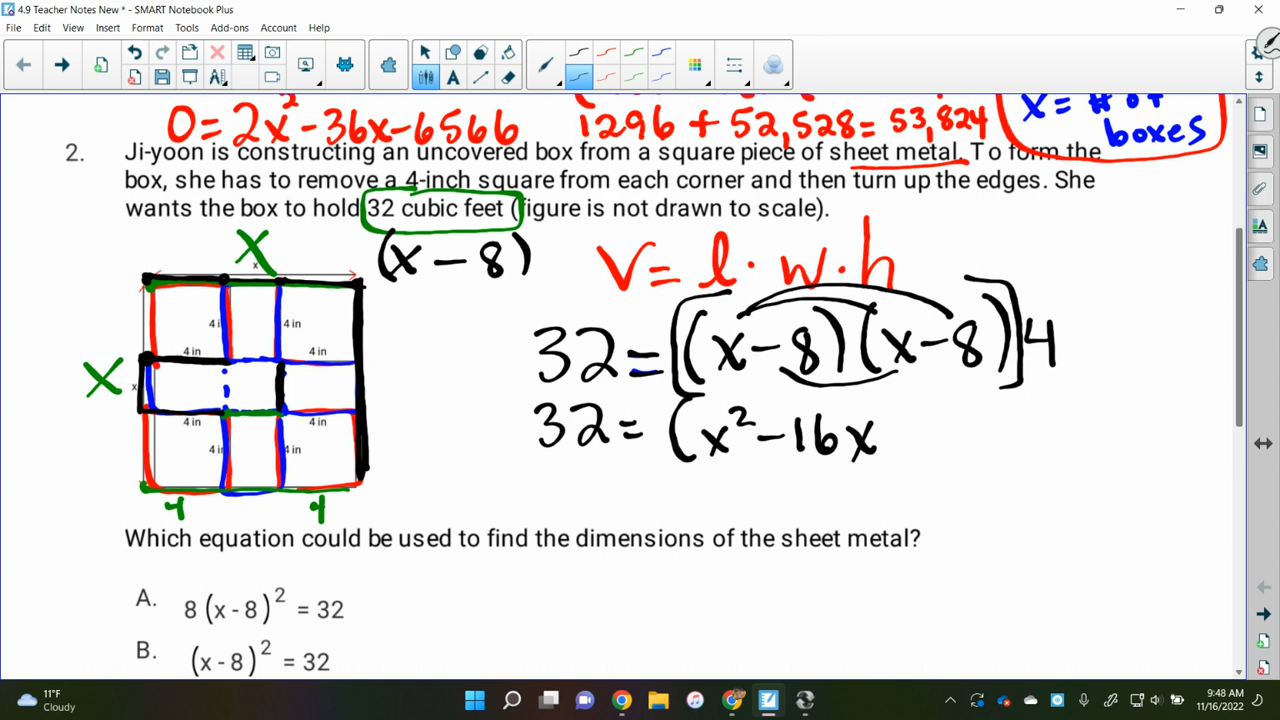 4.9 Teacher Notes New * - SMART Notebook Plus
File Edit View Insert Format Tools Add-ons Account Help
0 = 2x² - 36x - 6566
1296 + 52,528 = 53,824
x = # of
boxes
2. Ji-yoon is constructing an uncovered box from a square piece of sheet metal. To form the
box, she has to remove a 4-inch square from each corner and then turn up the edges. She
wants the box to hold 32 cubic feet (figure is not drawn to scale).
X
(x - 8)
V = l · w · h
x
4 in
4 in
4 in
4 in
32 = [(x - 8)(x - 8)]4
X
x
32 = (x² - 16x
4 in
4 in
4 in
4 in
4
4
Which equation could be used to find the dimensions of the sheet metal?
A. 8(x - 8)² = 32
B. (x - 8)² = 32
11°F
Cloudy
9:48 AM
11/16/2022